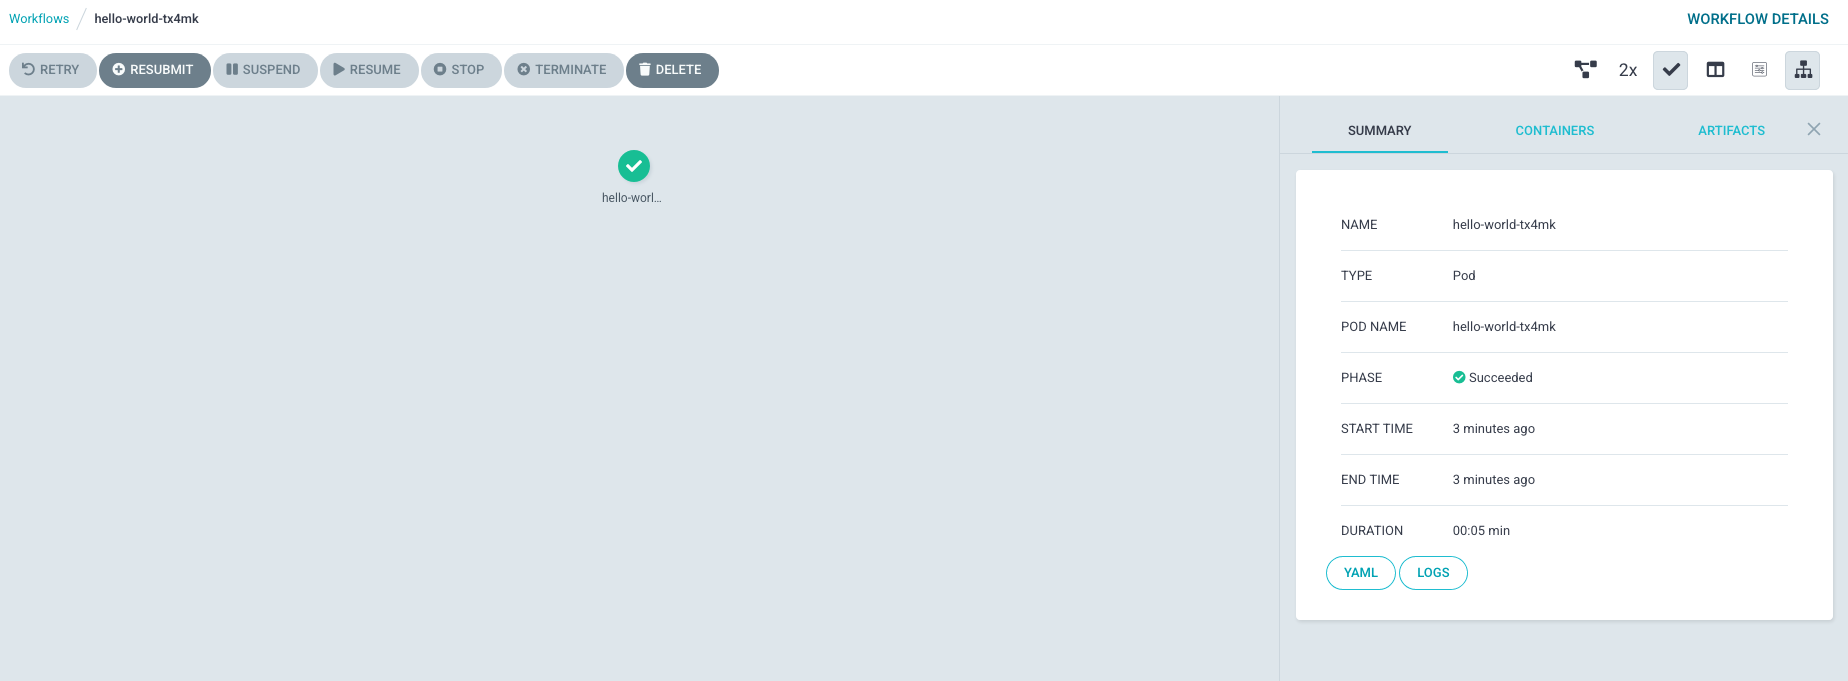 Workflows / hello-world-tx4mk
WORKFLOW DETAILS
RETRY RESUBMIT SUSPEND RESUME STOP TERMINATE DELETE
2x
hello-worl...
SUMMARY CONTAINERS ARTIFACTS
NAME hello-world-tx4mk
TYPE Pod
POD NAME hello-world-tx4mk
PHASE Succeeded
START TIME 3 minutes ago
END TIME 3 minutes ago
DURATION 00:05 min
YAML LOGS